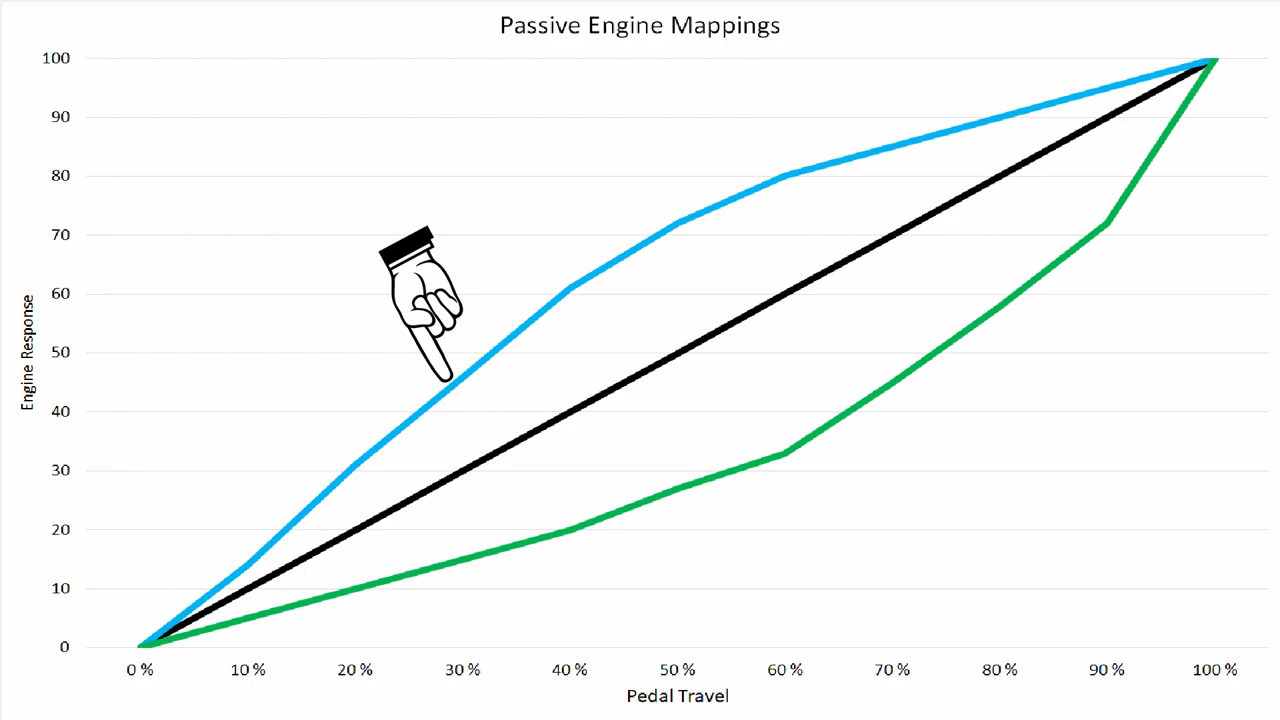 Passive Engine Mappings
100
90
80
70
60
50
40
30
20
10
0
Engine Response
0 % 10 % 20 % 30 % 40 % 50 % 60 % 70 % 80 % 90 % 100 %
Pedal Travel